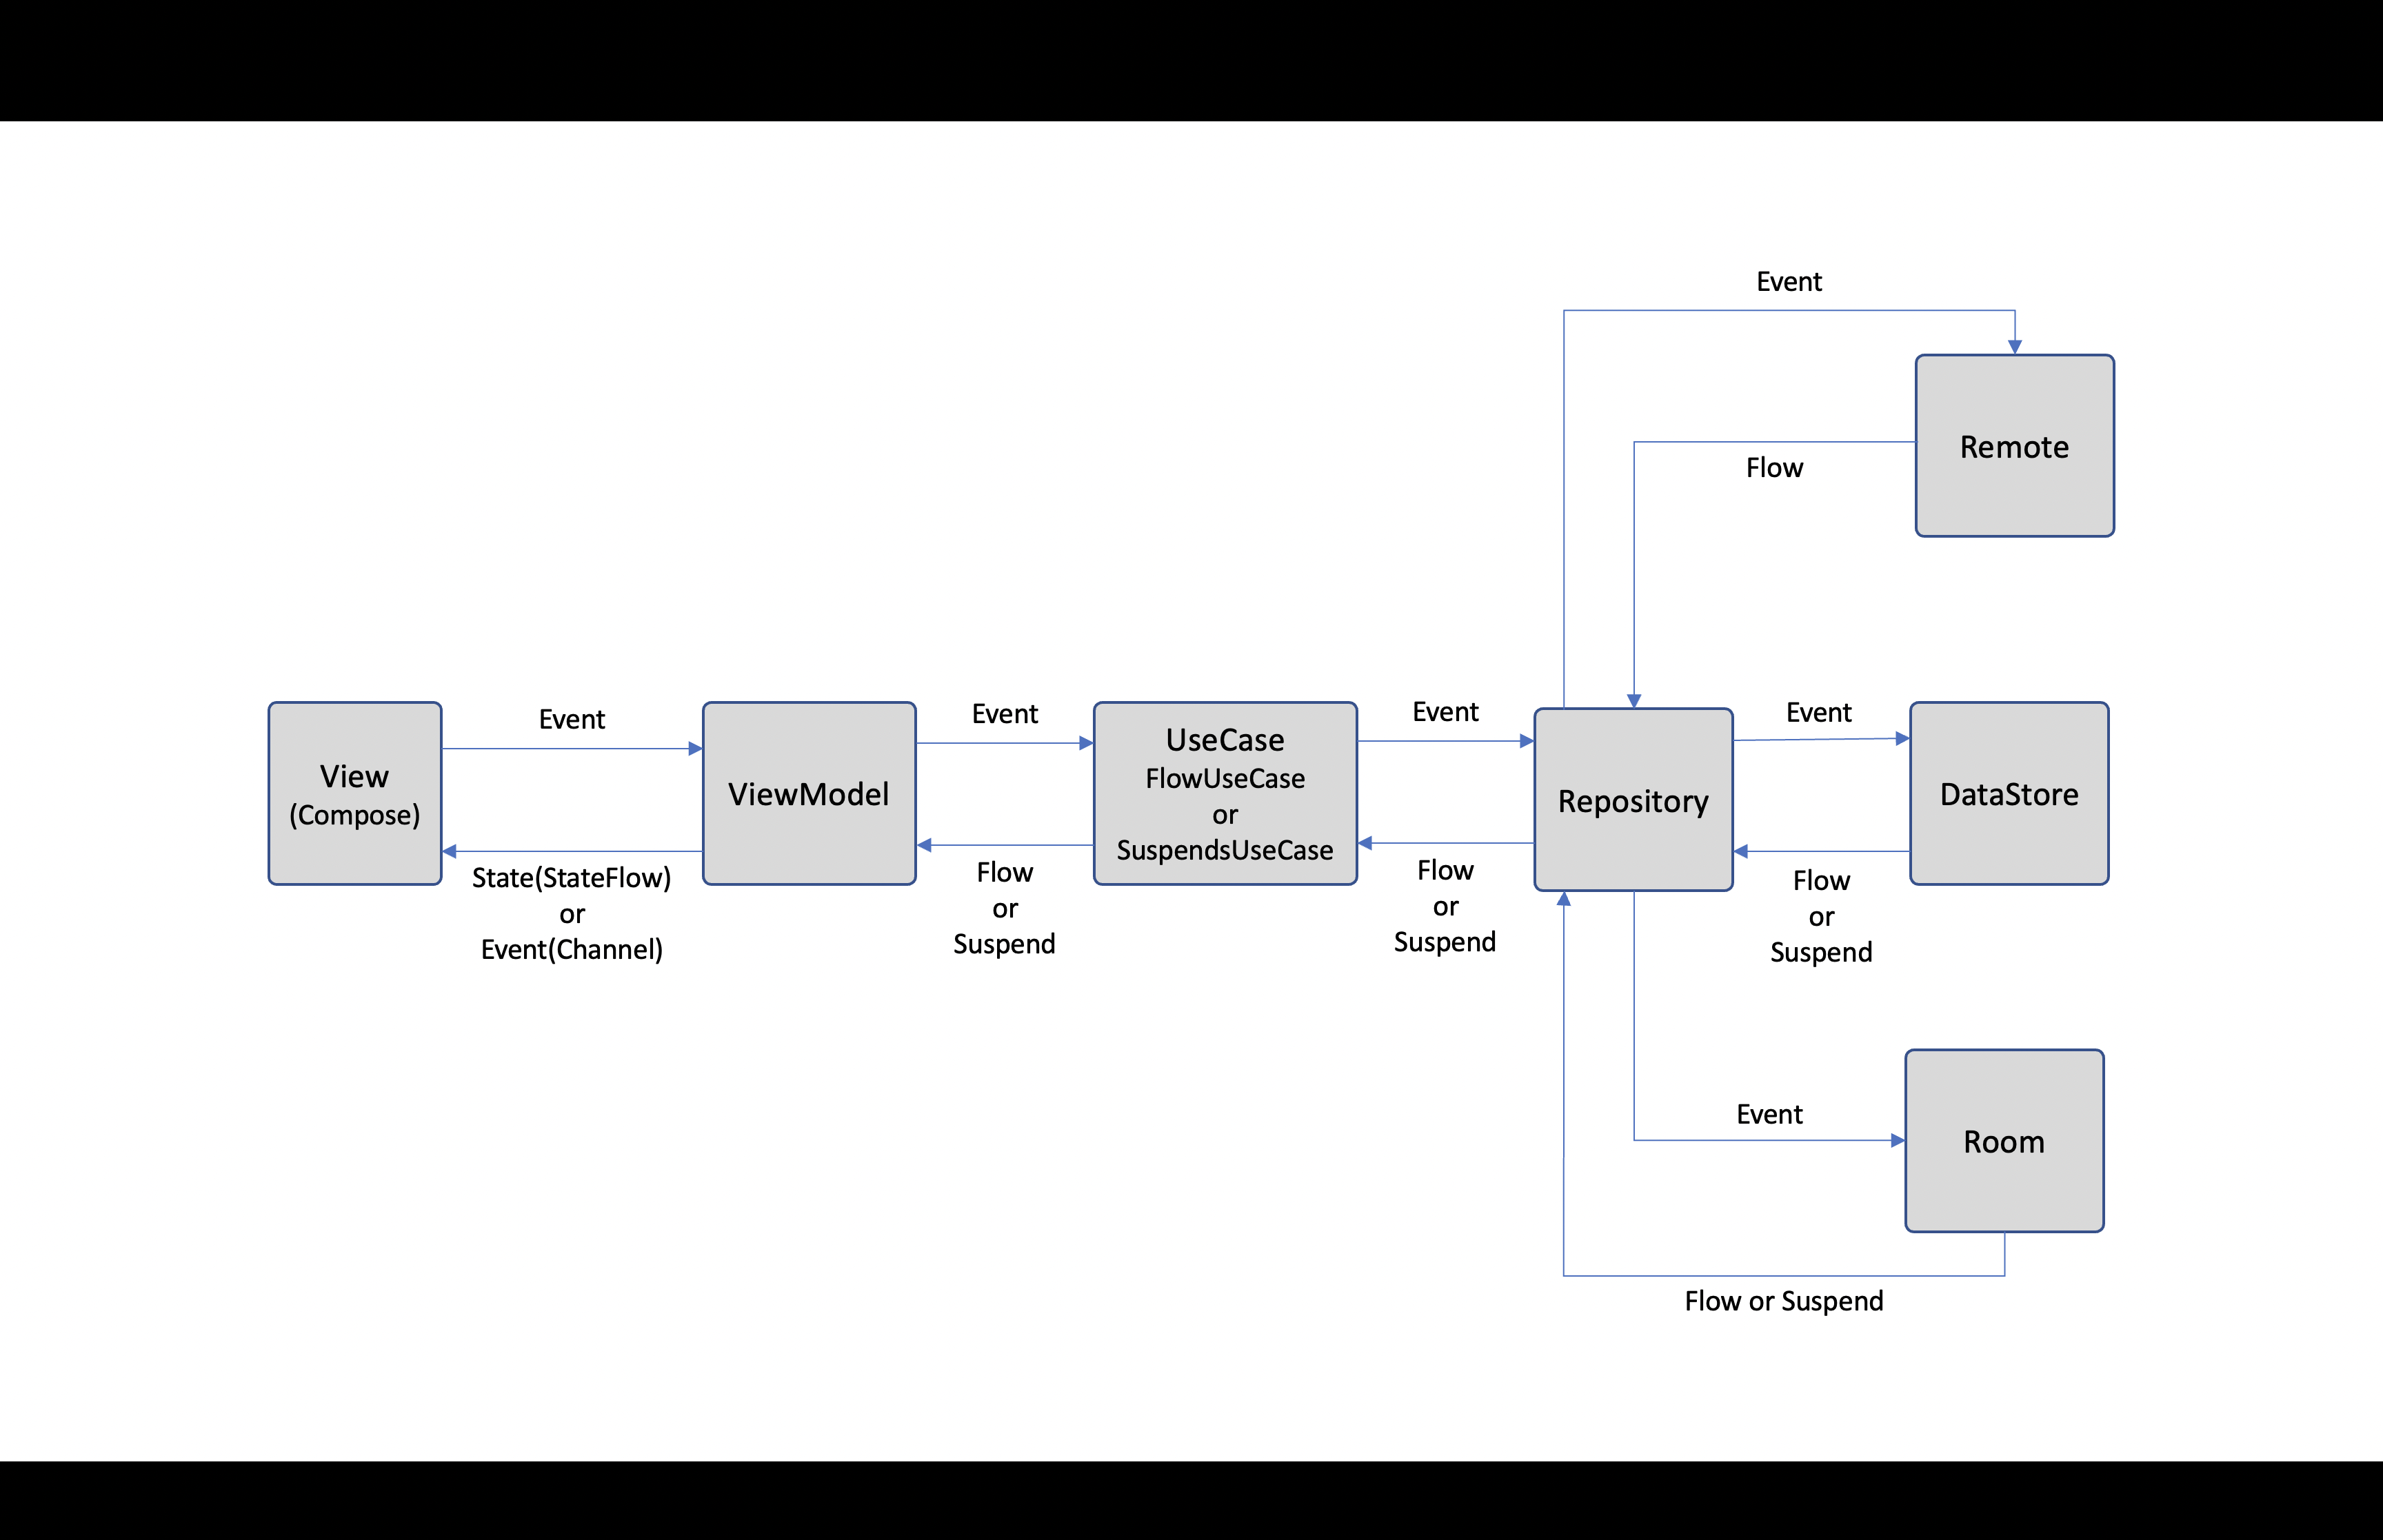 Event
Remote
Flow
View
(Compose)
Event
State(StateFlow)
or
Event(Channel)
ViewModel
Event
Flow
or
Suspend
UseCase
FlowUseCase
or
SuspendsUseCase
Event
Flow
or
Suspend
Repository
Event
Flow
or
Suspend
DataStore
Event
Room
Flow or Suspend